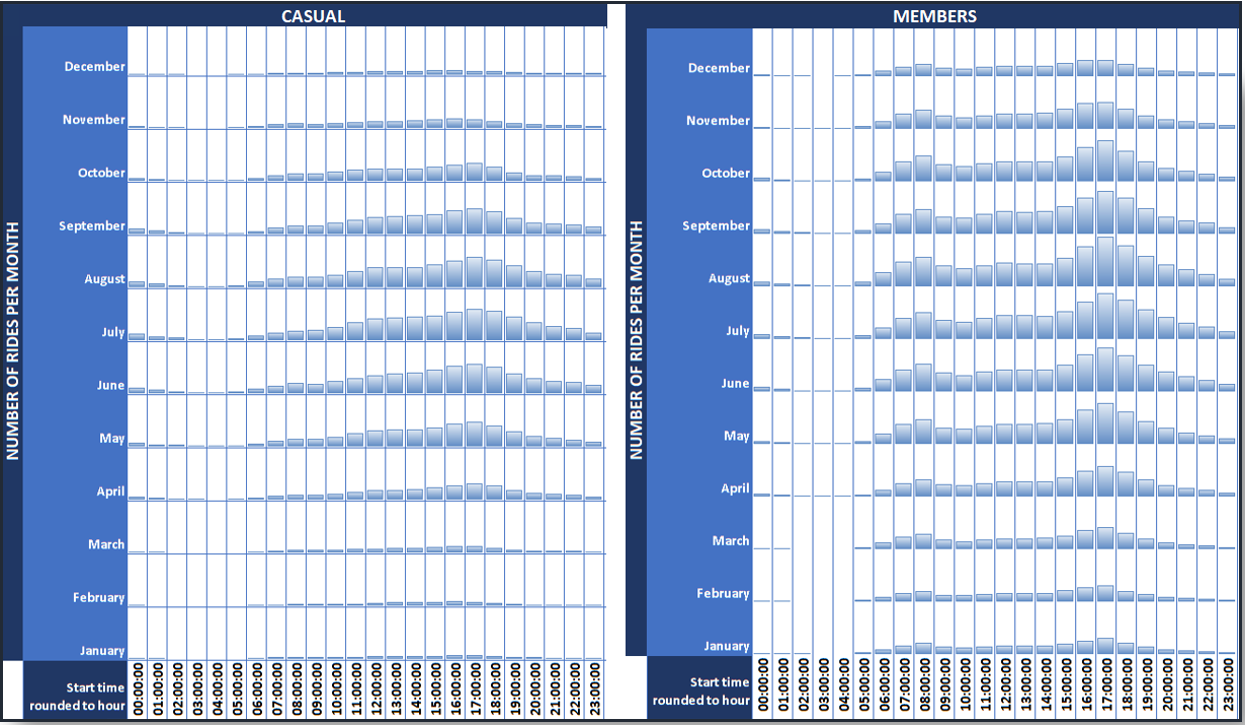 CASUAL
NUMBER OF RIDES PER MONTH
December
November
October
September
August
July
June
May
April
March
February
January
Start time
rounded to hour
00:00:00
01:00:00
02:00:00
03:00:00
04:00:00
05:00:00
06:00:00
07:00:00
08:00:00
09:00:00
10:00:00
11:00:00
12:00:00
13:00:00
14:00:00
15:00:00
16:00:00
17:00:00
18:00:00
19:00:00
20:00:00
21:00:00
22:00:00
23:00:00
MEMBERS
NUMBER OF RIDES PER MONTH
December
November
October
September
August
July
June
May
April
March
February
January
Start time
rounded to hour
00:00:00
01:00:00
02:00:00
03:00:00
04:00:00
05:00:00
06:00:00
07:00:00
08:00:00
09:00:00
10:00:00
11:00:00
12:00:00
13:00:00
14:00:00
15:00:00
16:00:00
17:00:00
18:00:00
19:00:00
20:00:00
21:00:00
22:00:00
23:00:00